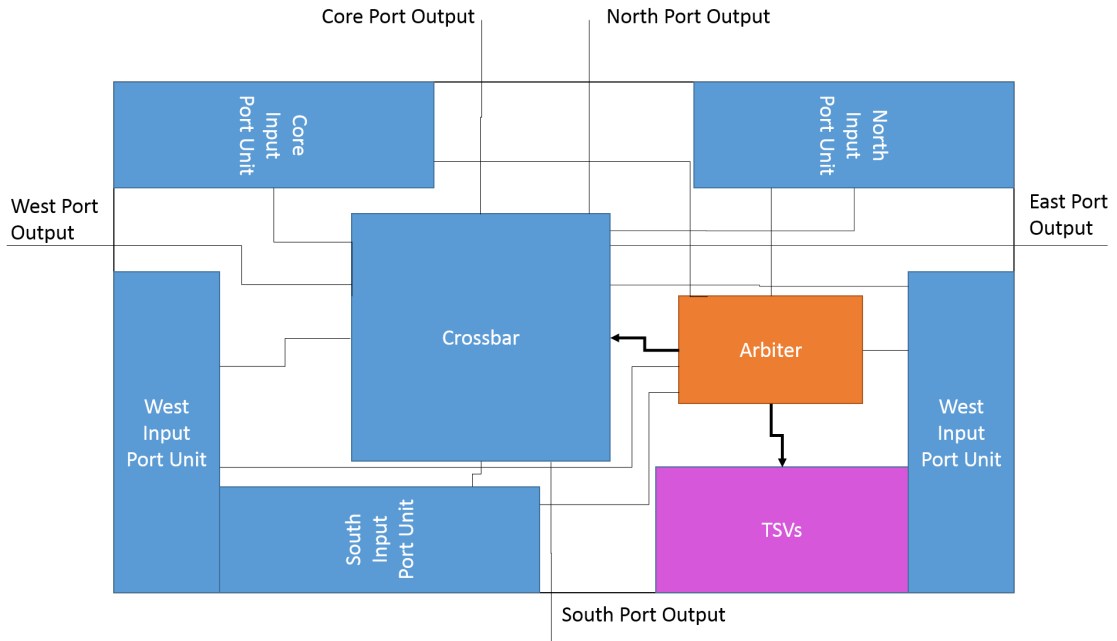 Core Port Output
North Port Output
Core
Input
Port Unit
North
Input
Port Unit
West Port
Output
East Port
Output
Crossbar
Arbiter
West
Input
Port Unit
West
Input
Port Unit
South
Input
Port Unit
TSVs
South Port Output